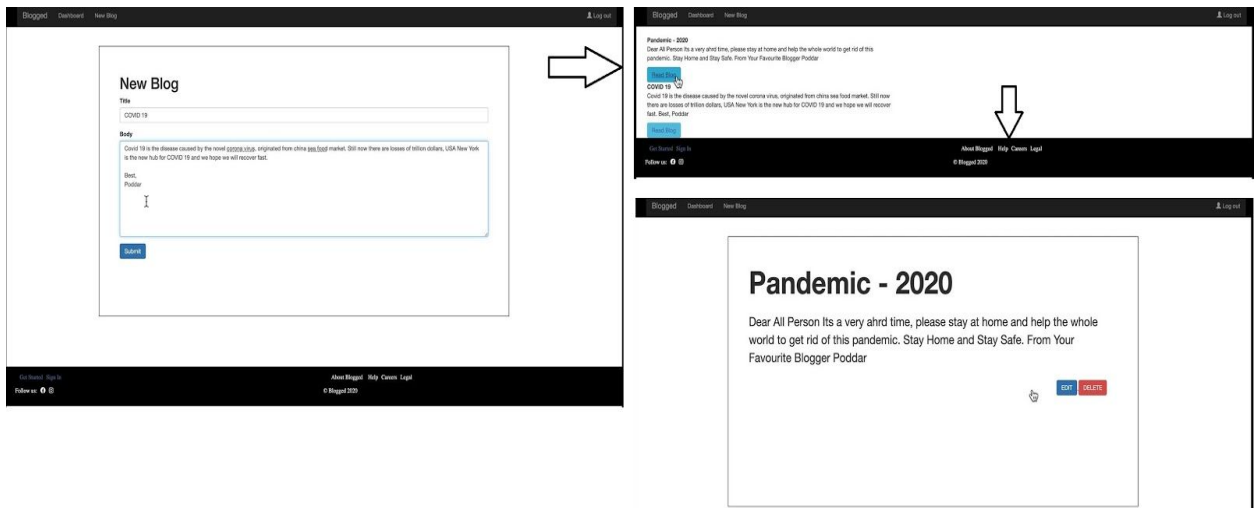 Blogged Dashboard New Blog Log out
New Blog
Title
COVID 19
Body
Covid 19 is the disease caused by the novel corona virus, originated from china sea food market. Still now there are losses of trillion dollars, USA New York
is the new hub for COVID 19 and we hope we will recover fast.
Best,
Poddar
Submit
Get Started Sign In About Blogged Help Careers Legal
Follow us: © Blogged 2020
Blogged Dashboard New Blog Log out
Pandemic - 2020
Dear All Person Its a very ahrd time, please stay at home and help the whole world to get rid of this
pandemic. Stay Home and Stay Safe. From Your Favourite Blogger Poddar
Read Blog
COVID 19
Covid 19 is the disease caused by the novel corona virus, originated from china sea food market. Still now
there are losses of trillion dollars, USA New York is the new hub for COVID 19 and we hope we will recover
fast. Best, Poddar
Read Blog
Get Started Sign In About Blogged Help Careers Legal
Follow us: © Blogged 2020
Blogged Dashboard New Blog Log out
Pandemic - 2020
Dear All Person Its a very ahrd time, please stay at home and help the whole
world to get rid of this pandemic. Stay Home and Stay Safe. From Your
Favourite Blogger Poddar
EDIT DELETE